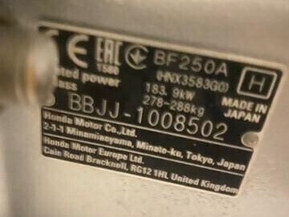 CE EAC BF250A H
1588 (HNX3583G0)
ted power 183.9kW MADE IN
ass 278-288kg JAPAN
BBJJ-1008502
Honda Motor Co.,Ltd.
2-1-1 Minamiaoyama, Minato-ku, Tokyo, Japan
Honda Motor Europe Ltd.
Cain Road Bracknell, RG12 1HL United Kingdom